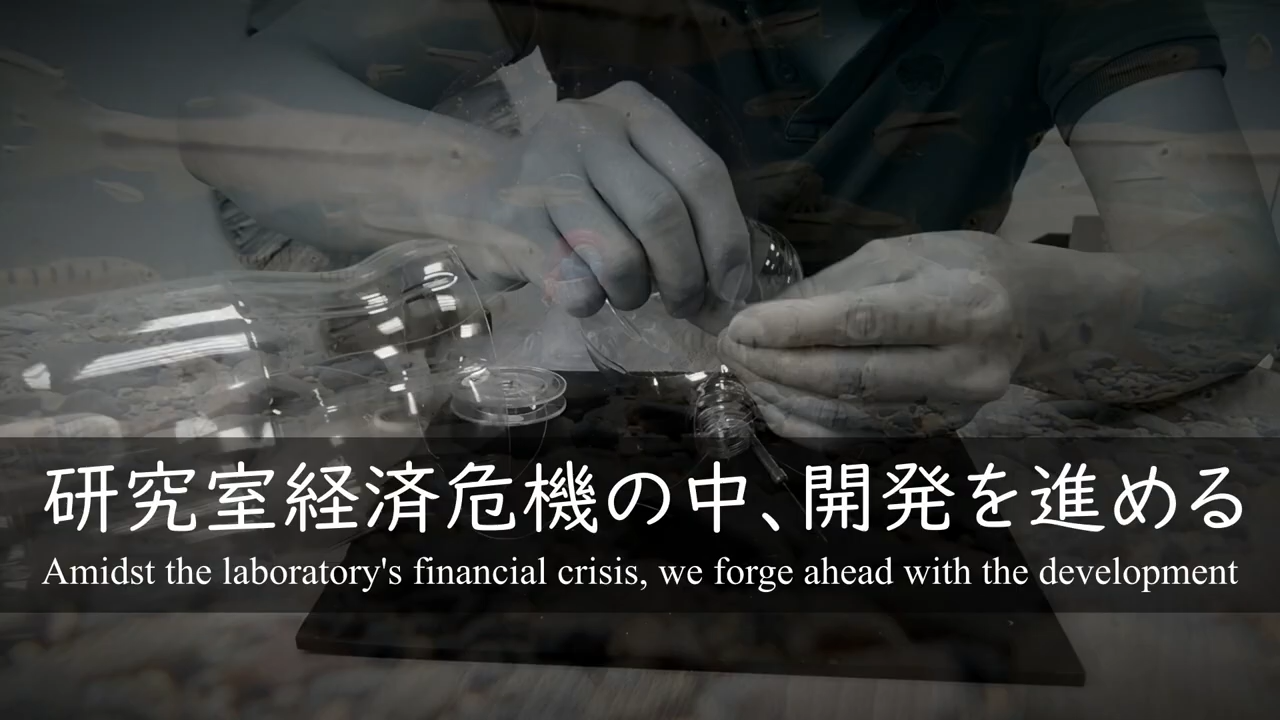 研究室経済危機の中、開発を進める
Amidst the laboratory's financial crisis, we forge ahead with the development